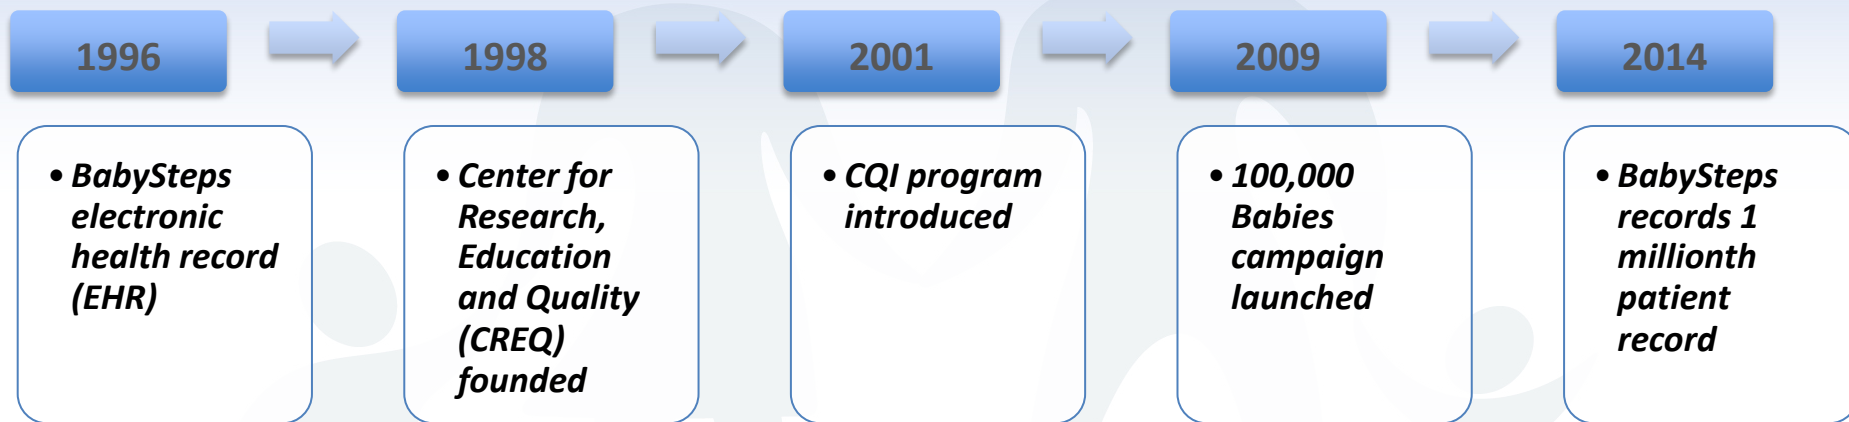 1996
1998
2001
2009
2014
• BabySteps
electronic
health record
(EHR)
• Center for
Research,
Education
and Quality
(CREQ)
founded
• CQI program
introduced
• 100,000
Babies
campaign
launched
• BabySteps
records 1
millionth
patient
record